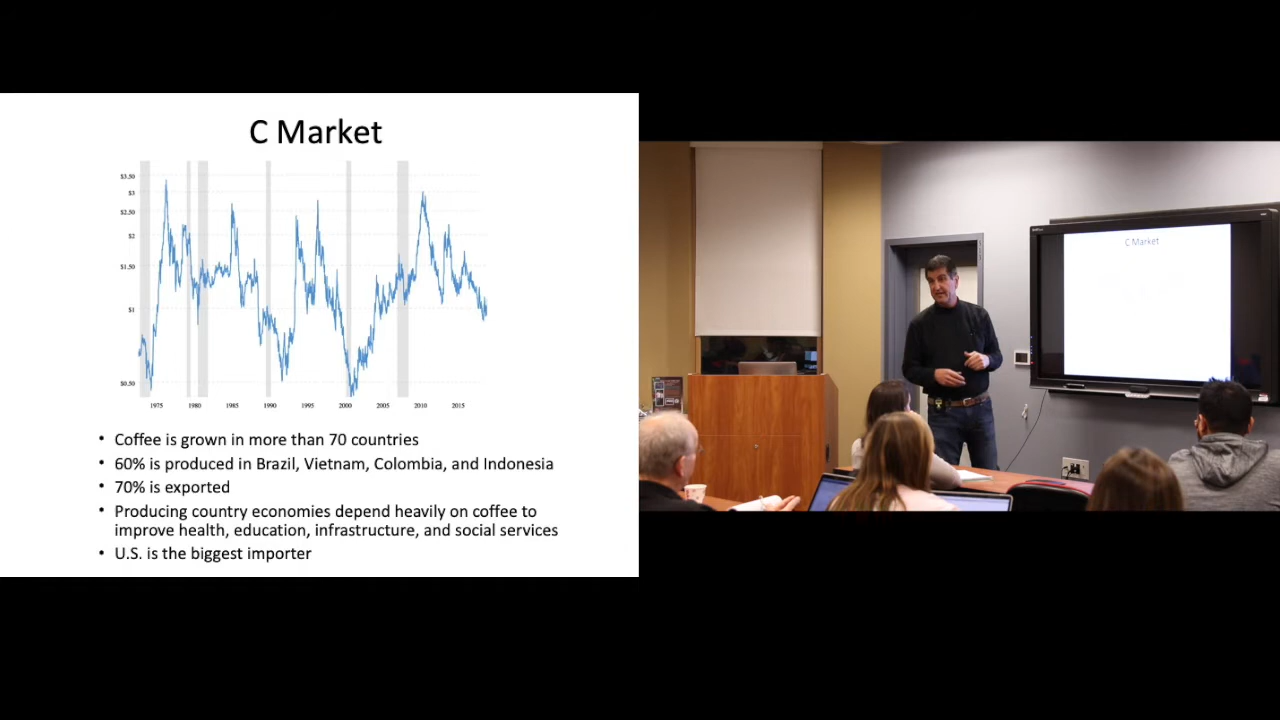 C Market
$3.50
$3
$2.50
$2
$1.50
$1
$0.50
1975 1980 1985 1990 1995 2000 2005 2010 2015
• Coffee is grown in more than 70 countries
• 60% is produced in Brazil, Vietnam, Colombia, and Indonesia
• 70% is exported
• Producing country economies depend heavily on coffee to
improve health, education, infrastructure, and social services
• U.S. is the biggest importer
C Market